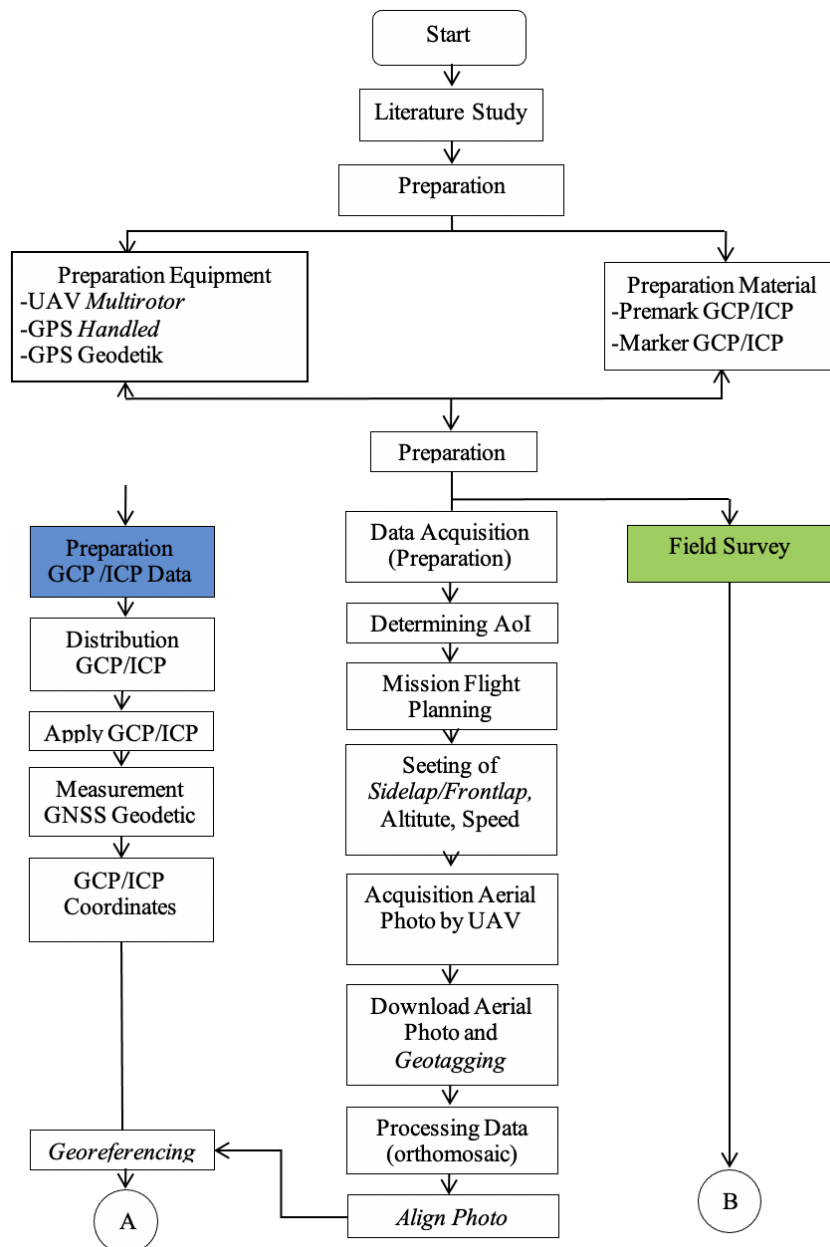 Start
Literature Study
Preparation
Preparation Equipment
-UAV Multirotor
-GPS Handled
-GPS Geodetik
Preparation Material
-Premark GCP/ICP
-Marker GCP/ICP
Preparation
Preparation
GCP /ICP Data
Distribution
GCP/ICP
Apply GCP/ICP
Measurement
GNSS Geodetic
GCP/ICP
Coordinates
Georeferencing
A
Data Acquisition
(Preparation)
Determining AoI
Mission Flight
Planning
Seeting of
Sidelap/Frontlap,
Altitute, Speed
Acquisition Aerial
Photo by UAV
Download Aerial
Photo and
Geotagging
Processing Data
(orthomosaic)
Align Photo
Field Survey
B